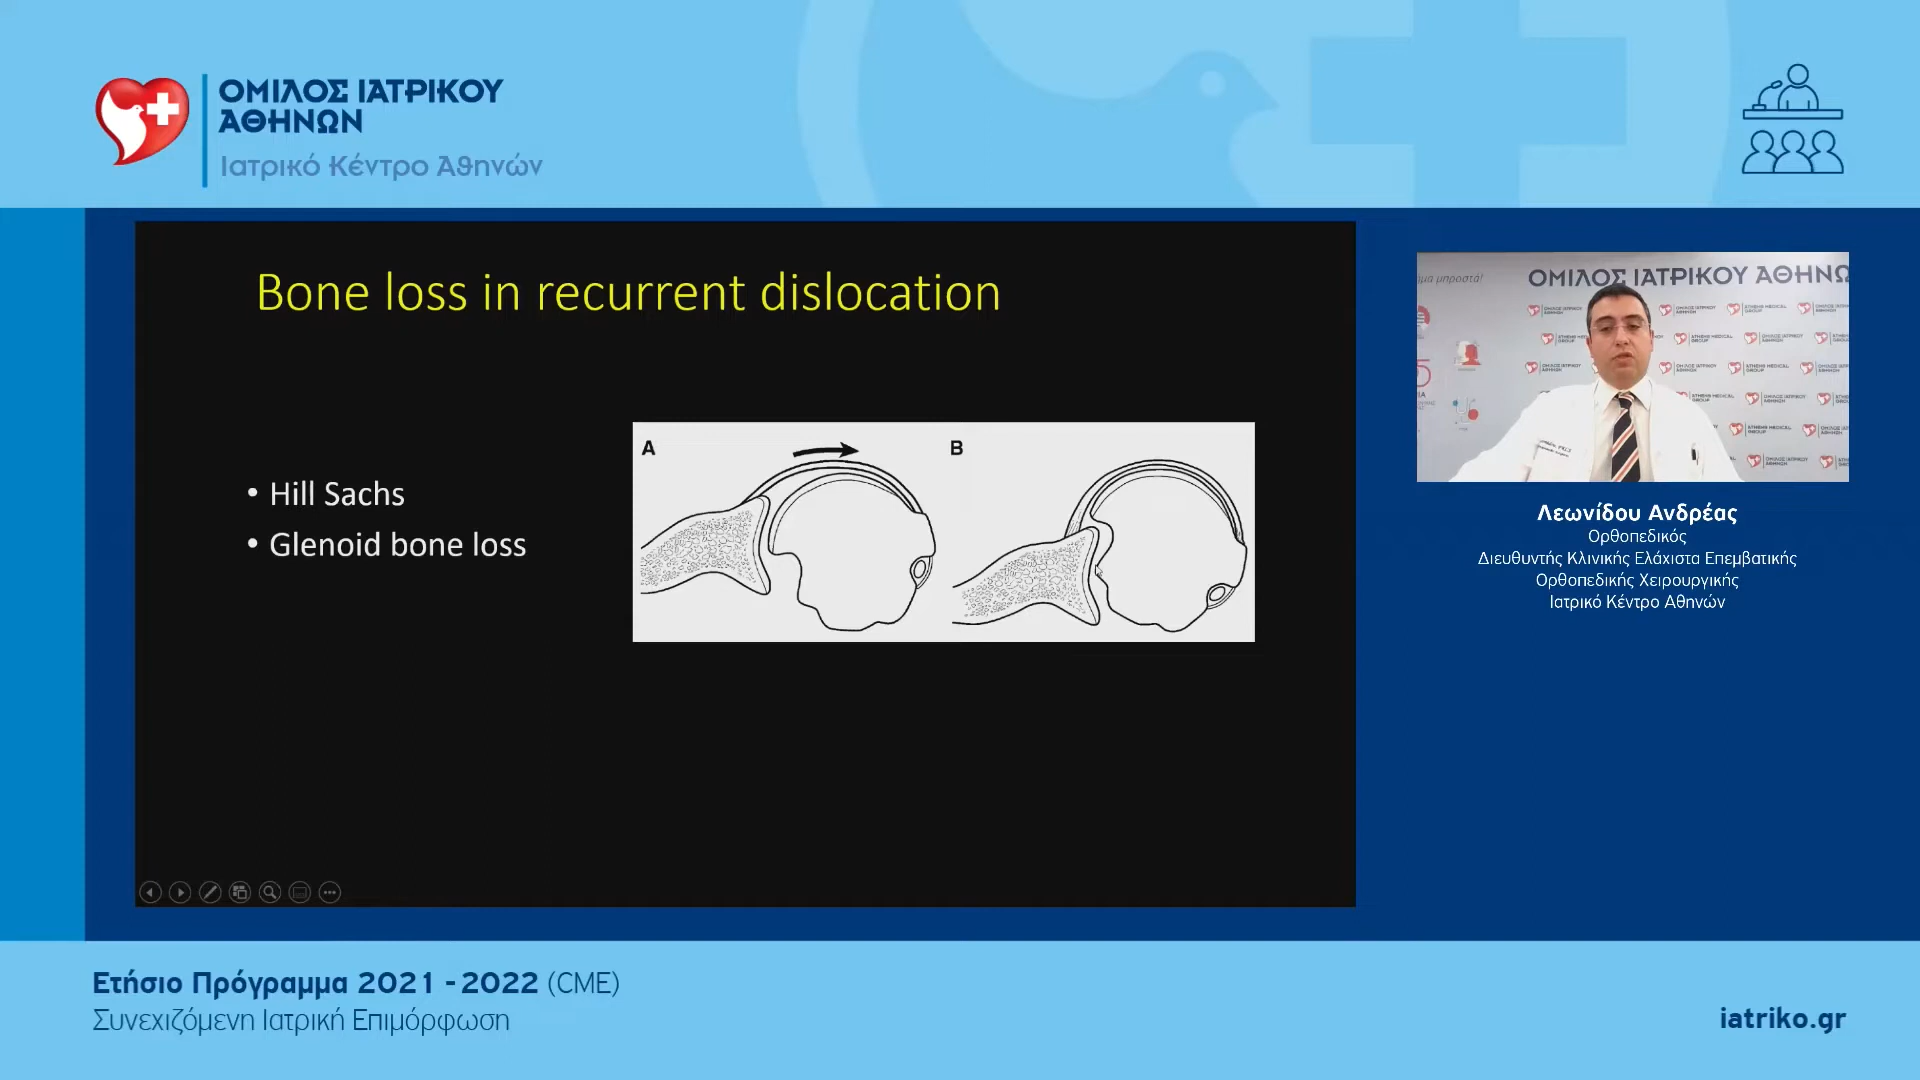 ΟΜΙΛΟΣ ΙΑΤΡΙΚΟΥ
ΑΘΗΝΩΝ
Ιατρικό Κέντρο Αθηνών
Bone loss in recurrent dislocation
• Hill Sachs
• Glenoid bone loss
A
B
μα μπροστά!
ΟΜΙΛΟΣ ΙΑΤΡΙΚΟΥ ΑΘΗΝΩ
Λεωνίδου Ανδρέας
Ορθοπεδικός
Διευθυντής Κλινικής Ελάχιστα Επεμβατικής
Ορθοπεδικής Χειρουργικής
Ιατρικό Κέντρο Αθηνών
Ετήσιο Πρόγραμμα 2021 - 2022 (CME)
Συνεχιζόμενη Ιατρική Επιμόρφωση
iatriko.gr